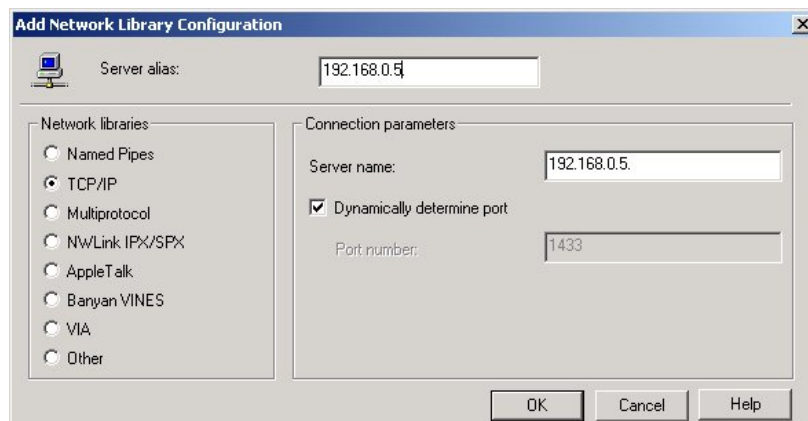 Add Network Library Configuration
Server alias:
192.168.0.5
Network libraries
Named Pipes
TCP/IP
Multiprotocol
NWLink IPX/SPX
AppleTalk
Banyan VINES
VIA
Other
Connection parameters
Server name:
192.168.0.5.
Dynamically determine port
Port number:
1433
OK
Cancel
Help